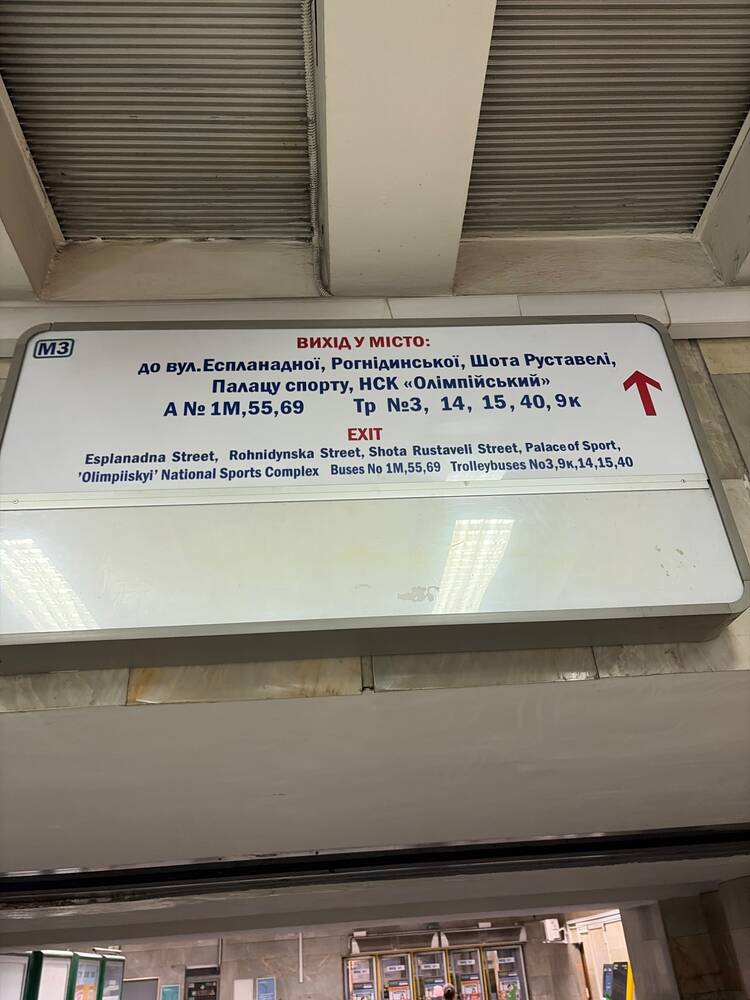 М3
ВИХІД У МІСТО:
до вул.Еспланадної, Рогнідинської, Шота Руставелі,
Палацу спорту, НСК «Олімпійський»
А № 1М,55,69 Тр №3, 14, 15, 40, 9к
EXIT
Esplanadna Street, Rohnidynska Street, Shota Rustaveli Street, Palace of Sport,
'Olimpiiskyi' National Sports Complex Buses No 1M,55,69 Trolleybuses No3,9к,14,15,40